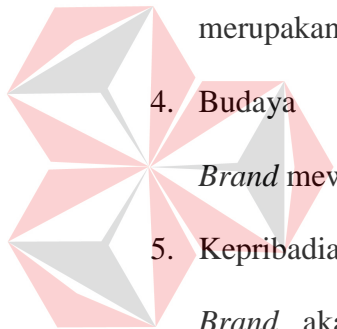 merupakan
4. Budaya
Brand mew
5. Kepribadia
Brand aka